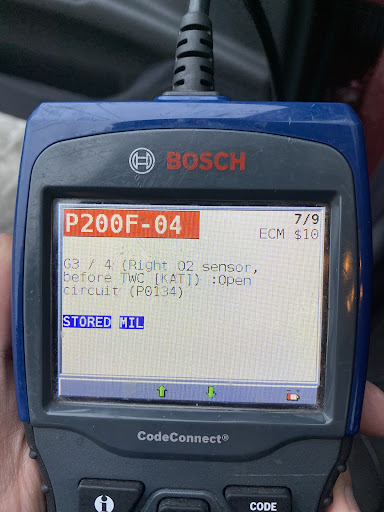 BOSCH
P200F-04
7/9
ECM $10
G3 / 4 (Right O2 sensor,
before TWC [KAT]) :Open
circuit (P0134)
STORED MIL
CodeConnect®
i
CODE